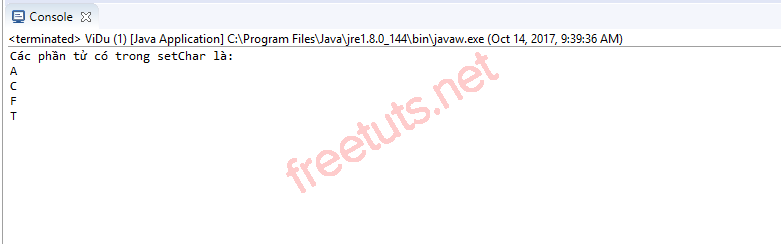 Console
<terminated> ViDu (1) [Java Application] C:\Program Files\Java\jre1.8.0_144\bin\javaw.exe (Oct 14, 2017, 9:39:36 AM)
Các phần tử có trong setChar là:
A
C
F
T
freetuts.net